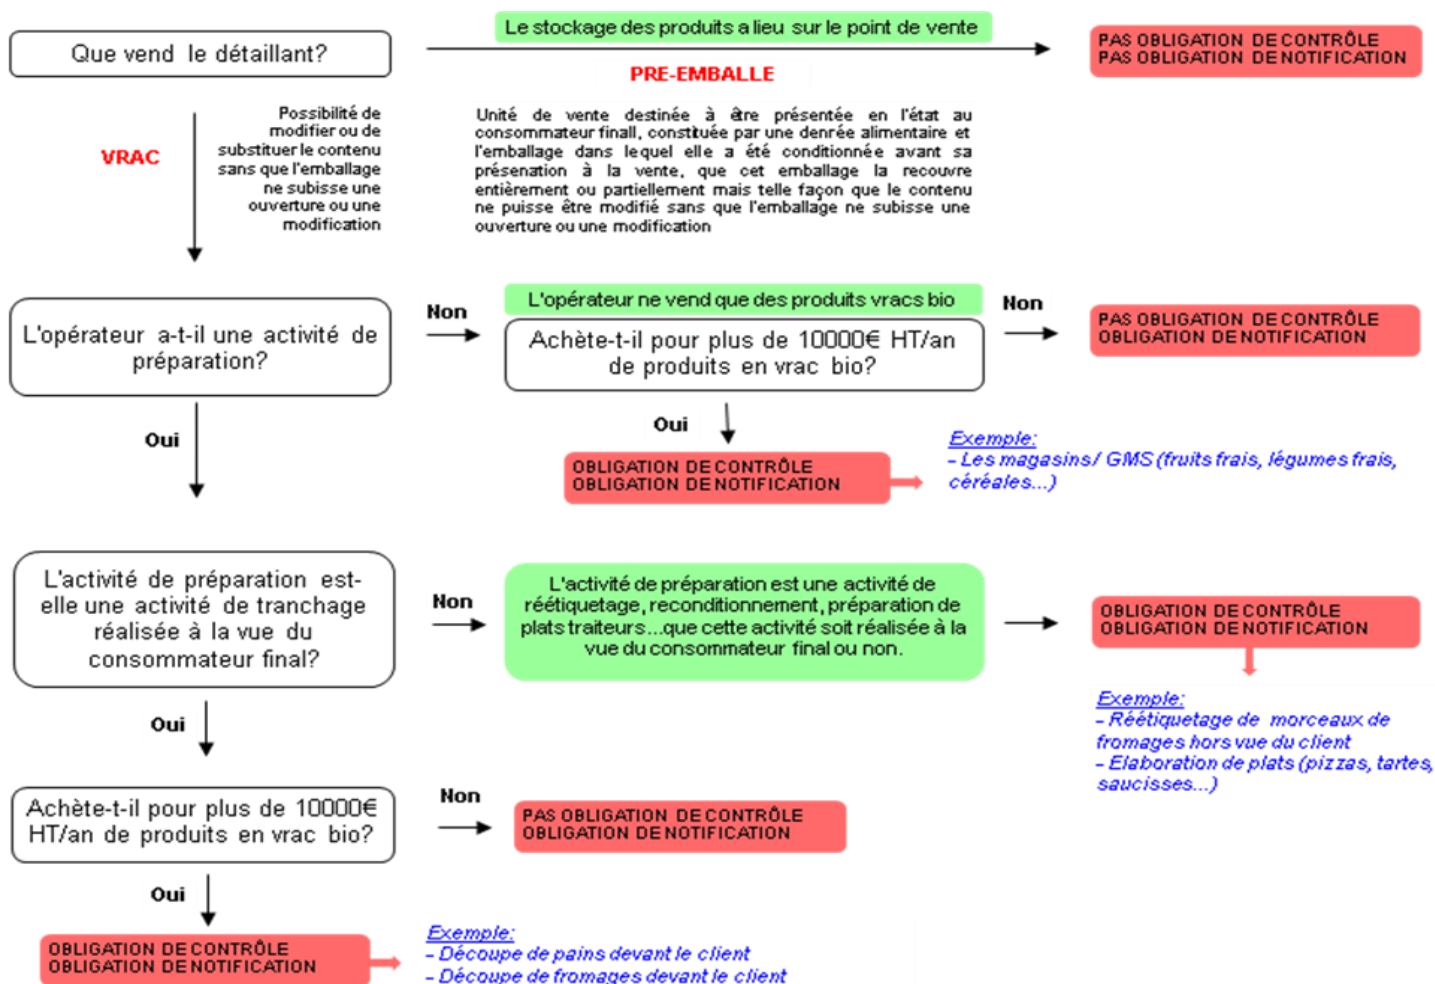 Que vend le détaillant?
Le stockage des produits a lieu sur le point de vente
PRE-EMBALLE
PAS OBLIGATION DE CONTRÔLE
PAS OBLIGATION DE NOTIFICATION
VRAC
Possibilité de
modifier ou de
substituer le contenu
sans que l'emballage
ne subisse une
ouverture ou une
modification
Unité de vente destinée à être présentée en l'état au
consommateur finall, constituée par une denrée alimentaire et
l'emballage dans lequel elle a été conditionnée avant sa
présenation à la vente, que cet emballage la recouvre
entièrement ou partiellement mais telle façon que le contenu
ne puisse être modifié sans que l'emballage ne subisse une
ouverture ou une modification
L'opérateur a-t-il une activité de
préparation?
Non
L'opérateur ne vend que des produits vracs bio
Achète-t-il pour plus de 10000€ HT/an
de produits en vrac bio?
Non
PAS OBLIGATION DE CONTRÔLE
OBLIGATION DE NOTIFICATION
Oui
Oui
OBLIGATION DE CONTRÔLE
OBLIGATION DE NOTIFICATION
Exemple:
- Les magasins/ GMS (fruits frais, légumes frais,
céréales...)
L'activité de préparation est-
elle une activité de tranchage
réalisée à la vue du
consommateur final?
Non
L'activité de préparation est une activité de
réétiquetage, reconditionnement, préparation de
plats traiteurs...que cette activité soit réalisée à la
vue du consommateur final ou non.
OBLIGATION DE CONTRÔLE
OBLIGATION DE NOTIFICATION
Exemple:
- Réétiquetage de morceaux de
fromages hors vue du client
- Elaboration de plats (pizzas, tartes,
saucisses...)
Oui
Achète-t-il pour plus de 10000€
HT/an de produits en vrac bio?
Non
PAS OBLIGATION DE CONTRÔLE
OBLIGATION DE NOTIFICATION
Oui
OBLIGATION DE CONTRÔLE
OBLIGATION DE NOTIFICATION
Exemple:
- Découpe de pains devant le client
- Découpe de fromages devant le client